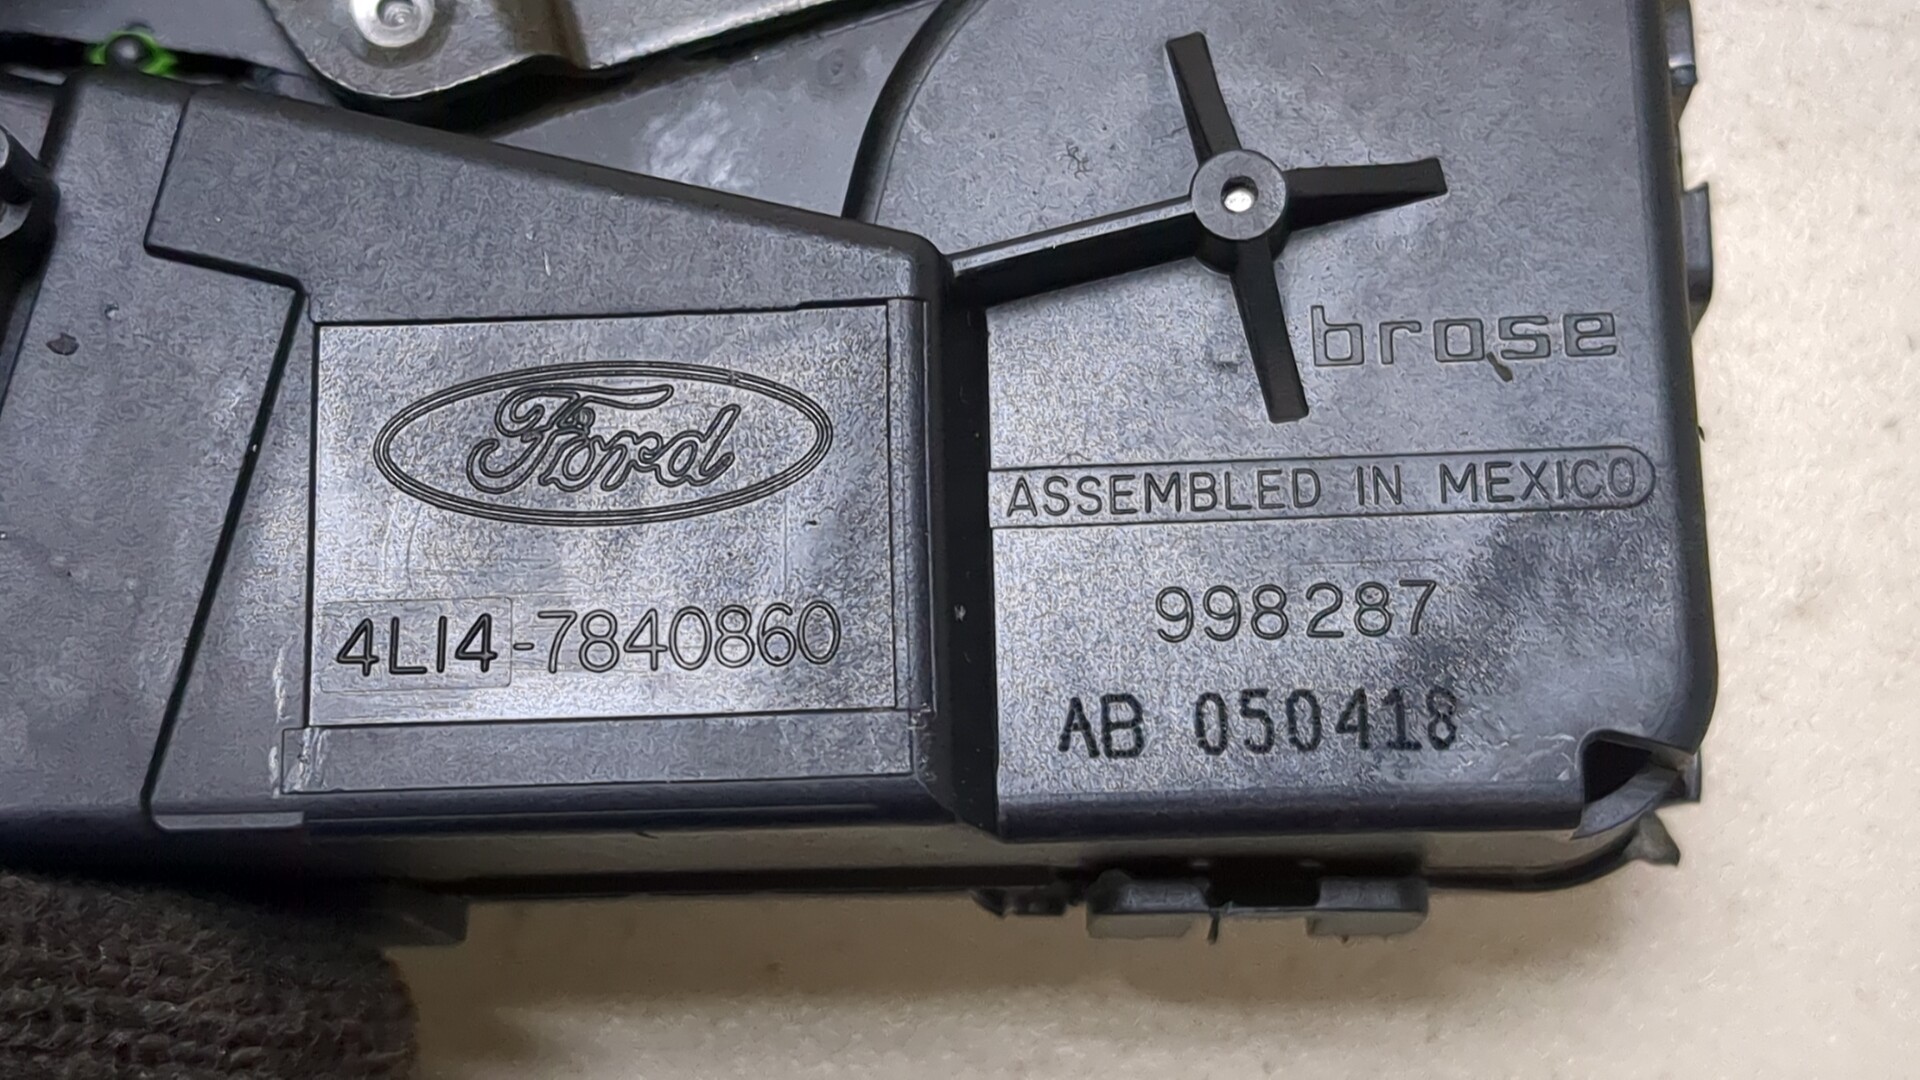 Ford
4L14-7840860
brose
ASSEMBLED IN MEXICO
998287
AB 050418